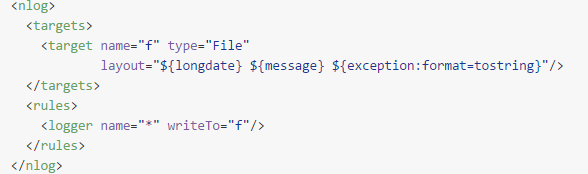 <nlog>
  <targets>
    <target name="f" type="File"
            layout="${longdate} ${message} ${exception:format=tostring}"/>
  </targets>
  <rules>
    <logger name="*" writeTo="f"/>
  </rules>
</nlog>